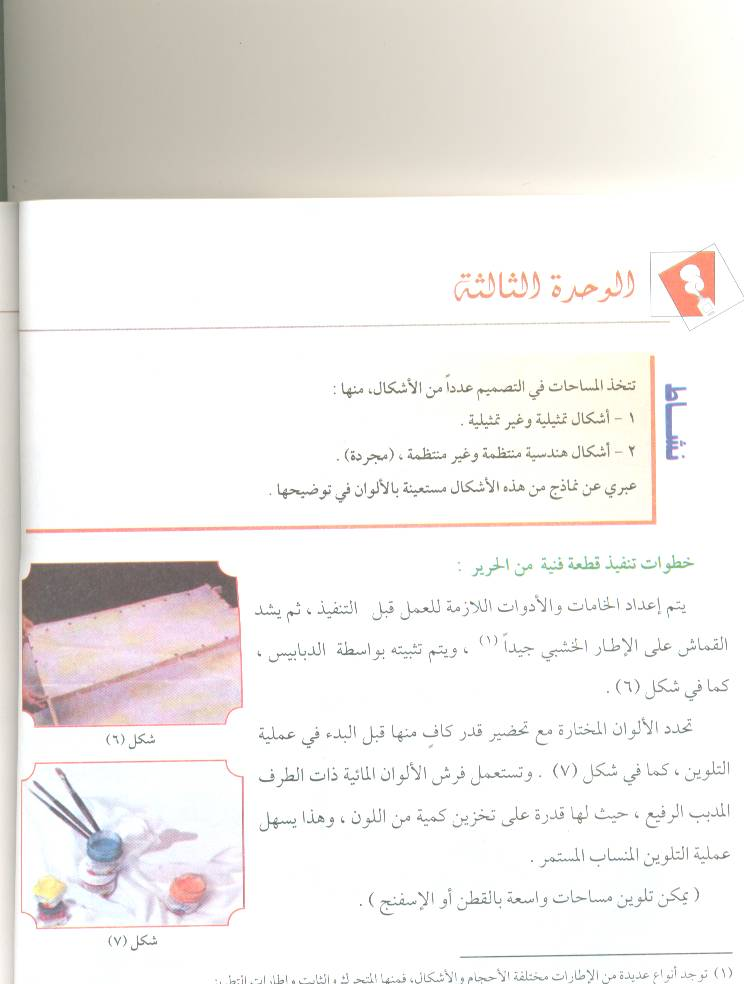 الوحدة الثالثة
نشــاط
تتخذ المساحات في التصميم عدداً من الأشكال، منها :
١ - أشكال تمثيلية وغير تمثيلية .
٢ - أشكال هندسية منتظمة وغير منتظمة ، (مجردة) .
عبري عن نماذج من هذه الأشكال مستعينة بالألوان في توضيحها .
خطوات تنفيذ قطعة فنية من الحرير :
يتم إعداد الخامات والأدوات اللازمة للعمل قبل التنفيذ ، ثم يشد
القماش على الإطار الخشبي جيداً (١) ، ويتم تثبيته بواسطة الدبابيس ،
كما في شكل (٦) .
شكل (٦)
تحدد الألوان المختارة مع تحضير قدر كافٍ منها قبل البدء في عملية
التلوين ، كما في شكل (٧) . وتستعمل فرش الألوان المائية ذات الطرف
المدبب الرفيع ، حيث لها قدرة على تخزين كمية من اللون ، وهذا يسهل
عملية التلوين المنساب المستمر .
( يمكن تلوين مساحات واسعة بالقطن أو الإسفنج ) .
شكل (٧)
(١) توجد أنواع عديدة من الإطارات مختلفة الأحجام والأشكال، فمنها المتحرك والثابت وإطارات